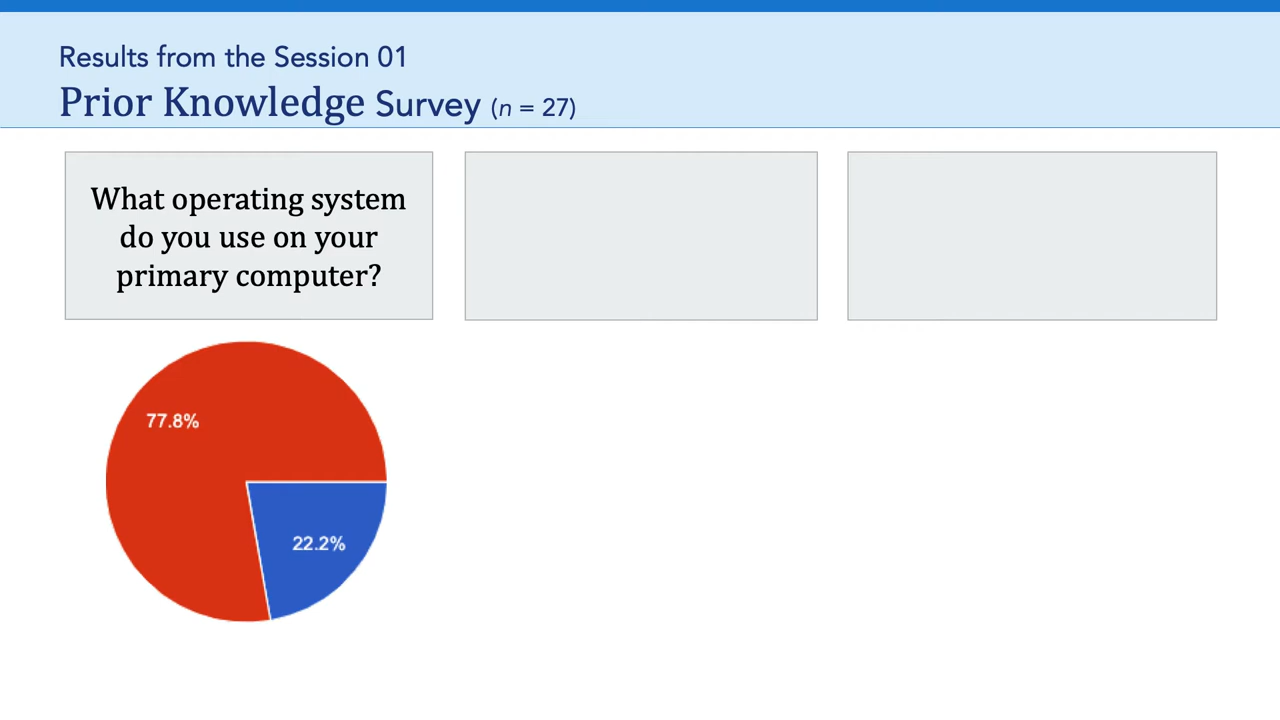 Results from the Session 01
Prior Knowledge Survey (n = 27)
What operating system
do you use on your
primary computer?
77.8%
22.2%